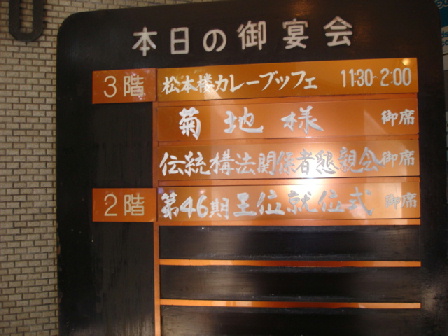 本日の御宴会
3階 松本楼カレーブッフェ 11:30-2:00
菊地様 御席
伝統構法関係者懇親会 御席
2階 第46期王位就位式 御席